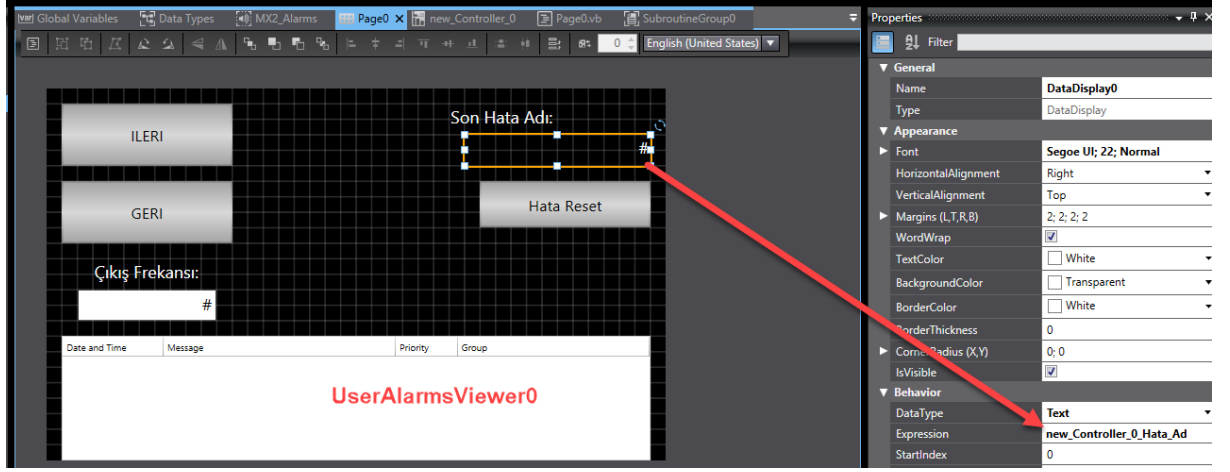 Global Variables Data Types MX2_Alarms Page0 new_Controller_0 Page0.vb SubroutineGroup0
0 English (United States)
ILERI
GERI
Çıkış Frekansı:
#
Son Hata Adı:
#
Hata Reset
Date and Time Message Priority Group
UserAlarmsViewer0
Properties
Filter
General
Name DataDisplay0
Type DataDisplay
Appearance
Font Segoe UI; 22; Normal
HorizontalAlignment Right
VerticalAlignment Top
Margins (L,T,R,B) 2; 2; 2; 2
WordWrap
TextColor White
BackgroundColor Transparent
BorderColor White
BorderThickness 0
CornerRadius (X,Y) 0; 0
IsVisible
Behavior
DataType Text
Expression new_Controller_0_Hata_Ad
StartIndex 0